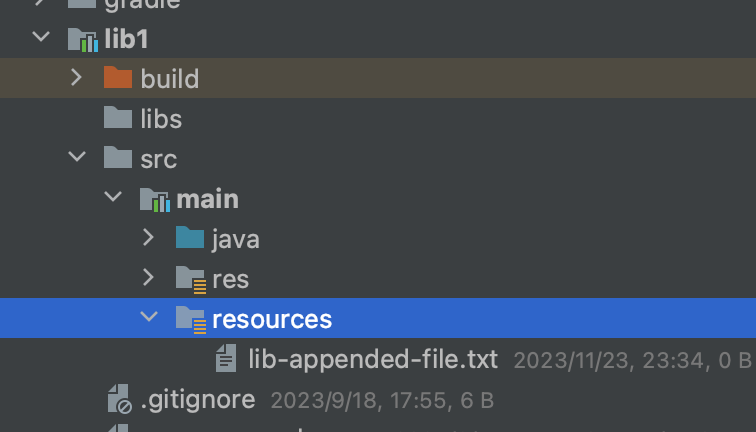 gradle
lib1
build
libs
src
main
java
res
resources
lib-appended-file.txt 2023/11/23, 23:34, 0 B
.gitignore 2023/9/18, 17:55, 6 B